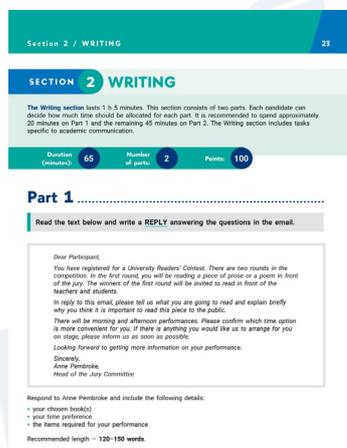 Section 2 / WRITING
23
SECTION 2 WRITING
The Writing section lasts 1 h 5 minutes. This section consists of two parts. Each candidate can
decide how much time should be allocated for each part. It is recommended to spend approximately
20 minutes on Part 1 and the remaining 45 minutes on Part 2. The Writing section includes tasks
specific to academic communication.
Duration (minutes): 65
Number of parts: 2
Points: 100
Part 1
Read the text below and write a REPLY answering the questions in the email.
Dear Participant,
You have registered for a University Readers' Contest. There are two rounds in the
competition. In the first round, you will be reading a piece of prose or a poem in front
of the jury. The winners of the first round will be invited to read in front of the
teachers and students.
In reply to this email, please tell us what you are going to read and explain briefly
why you think it is important to read this piece to the public.
There will be morning and afternoon performances. Please confirm which time option
is more convenient for you. If there is anything you would like us to arrange for you
on stage, please inform us as soon as possible.
Looking forward to getting more information on your performance.
Sincerely,
Anne Pembroke,
Head of the Jury Committee
Respond to Anne Pembroke and include the following details:
• your chosen book(s)
• your time preference
• the items required for your performance
Recommended length – 120-150 words.